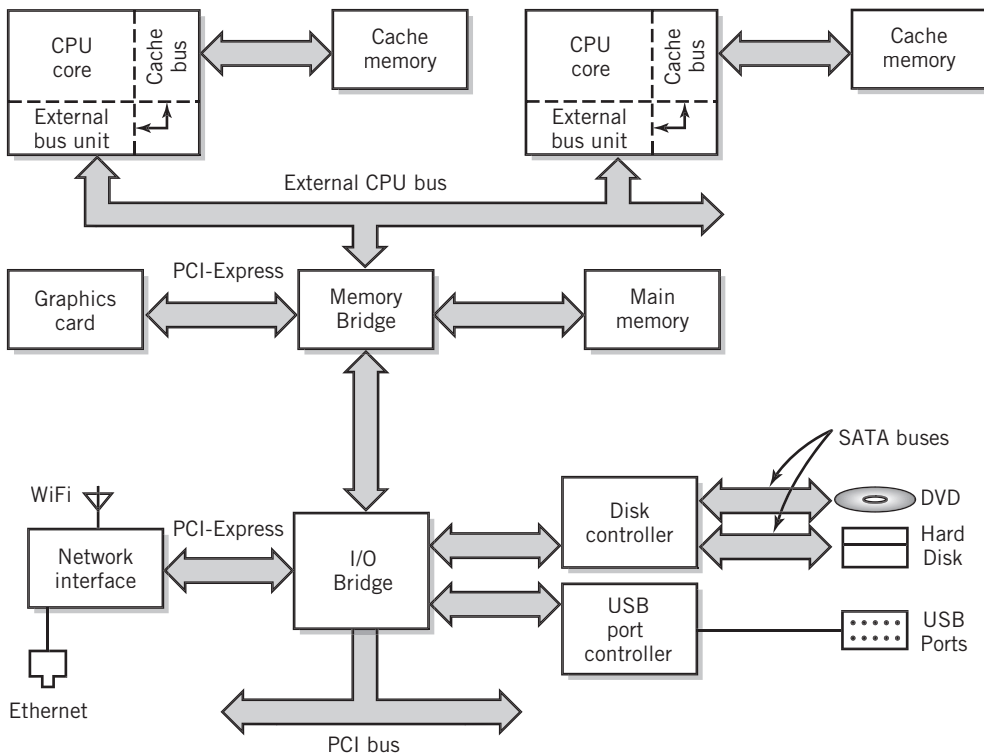 CPU
core
Cache
bus
External
bus unit
Cache
memory
CPU
core
Cache
bus
External
bus unit
Cache
memory
External CPU bus
PCI-Express
Graphics
card
Memory
Bridge
Main
memory
SATA buses
WiFi
PCI-Express
Network
interface
I/O
Bridge
Disk
controller
DVD
Hard
Disk
USB
port
controller
USB
Ports
Ethernet
PCI bus